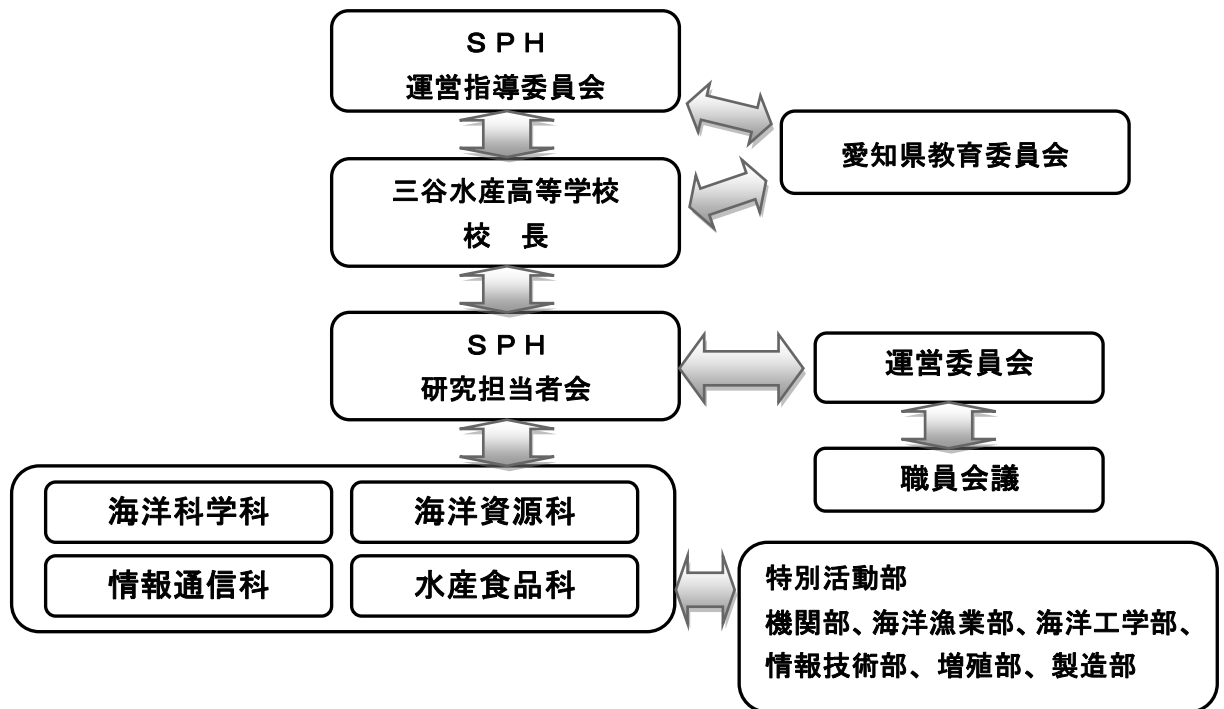 ＳＰＨ
運営指導委員会
愛知県教育委員会
三谷水産高等学校
校　長
ＳＰＨ
研究担当者会
運営委員会
職員会議
海洋科学科
海洋資源科
情報通信科
水産食品科
特別活動部
機関部、海洋漁業部、海洋工学部、
情報技術部、増殖部、製造部